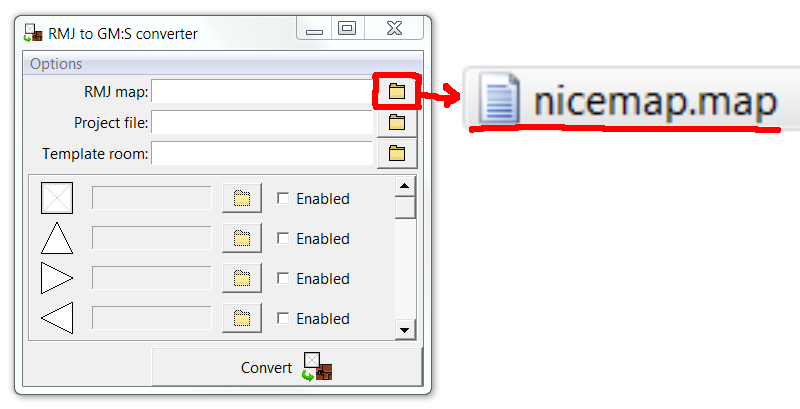 RMJ to GM:S converter
Options
RMJ map:
nicemap.map
Project file:
Template room:
Enabled
Enabled
Enabled
Enabled
Convert